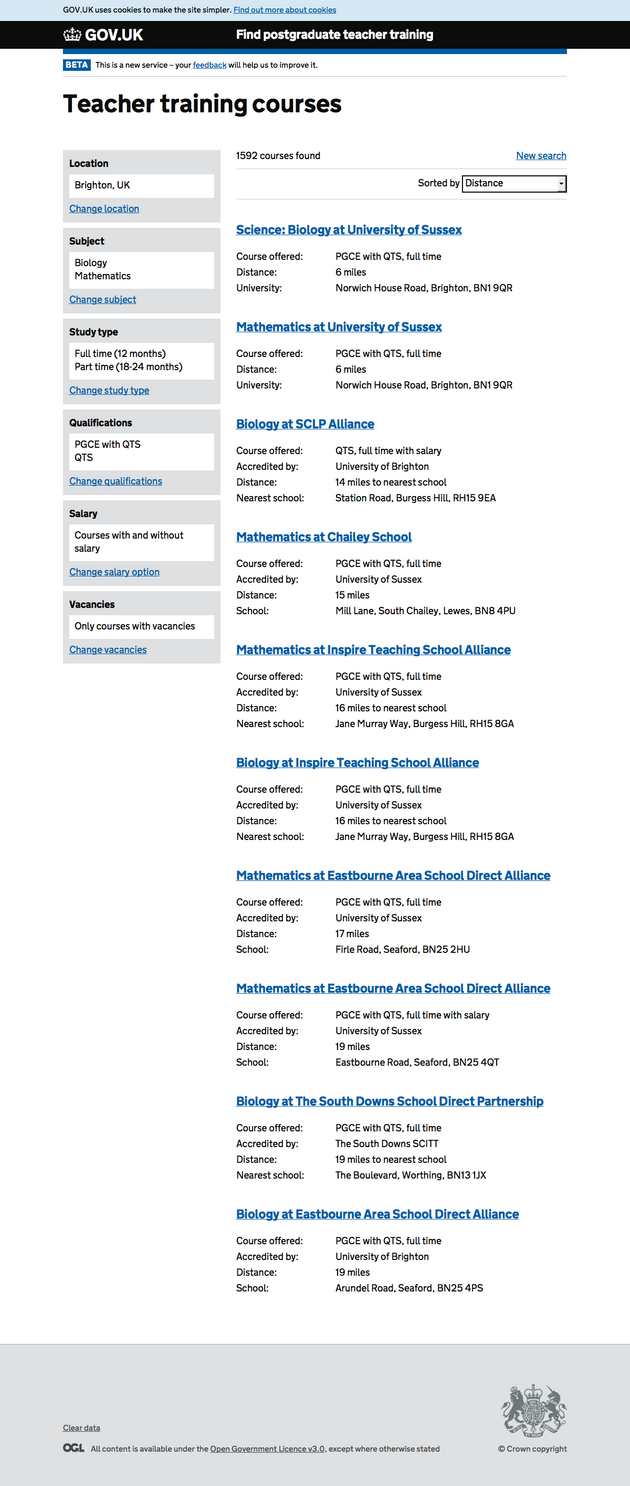 GOV.UK uses cookies to make the site simpler. Find out more about cookies
GOV.UK
Find postgraduate teacher training
BETA This is a new service – your feedback will help us to improve it.
Teacher training courses
Location
Brighton, UK
Change location
Subject
Biology
Mathematics
Change subject
Study type
Full time (12 months)
Part time (18-24 months)
Change study type
Qualifications
PGCE with QTS
QTS
Change qualifications
Salary
Courses with and without
salary
Change salary option
Vacancies
Only courses with vacancies
Change vacancies
1592 courses found New search
Sorted by Distance
Science: Biology at University of Sussex
Course offered: PGCE with QTS, full time
Distance: 6 miles
University: Norwich House Road, Brighton, BN1 9QR
Mathematics at University of Sussex
Course offered: PGCE with QTS, full time
Distance: 6 miles
University: Norwich House Road, Brighton, BN1 9QR
Biology at SCLP Alliance
Course offered: QTS, full time with salary
Accredited by: University of Brighton
Distance: 14 miles to nearest school
Nearest school: Station Road, Burgess Hill, RH15 9EA
Mathematics at Chailey School
Course offered: PGCE with QTS, full time
Accredited by: University of Sussex
Distance: 15 miles
School: Mill Lane, South Chailey, Lewes, BN8 4PU
Mathematics at Inspire Teaching School Alliance
Course offered: PGCE with QTS, full time
Accredited by: University of Sussex
Distance: 16 miles to nearest school
Nearest school: Jane Murray Way, Burgess Hill, RH15 8GA
Biology at Inspire Teaching School Alliance
Course offered: PGCE with QTS, full time
Accredited by: University of Sussex
Distance: 16 miles to nearest school
Nearest school: Jane Murray Way, Burgess Hill, RH15 8GA
Mathematics at Eastbourne Area School Direct Alliance
Course offered: PGCE with QTS, full time
Accredited by: University of Sussex
Distance: 17 miles
School: Firle Road, Seaford, BN25 2HU
Mathematics at Eastbourne Area School Direct Alliance
Course offered: PGCE with QTS, full time with salary
Accredited by: University of Sussex
Distance: 19 miles
School: Eastbourne Road, Seaford, BN25 4QT
Biology at The South Downs School Direct Partnership
Course offered: PGCE with QTS, full time
Accredited by: The South Downs SCITT
Distance: 19 miles to nearest school
Nearest school: The Boulevard, Worthing, BN13 1JX
Biology at Eastbourne Area School Direct Alliance
Course offered: PGCE with QTS, full time
Accredited by: University of Brighton
Distance: 19 miles
School: Arundel Road, Seaford, BN25 4PS
Clear data
OGL All content is available under the Open Government Licence v3.0, except where otherwise stated
© Crown copyright